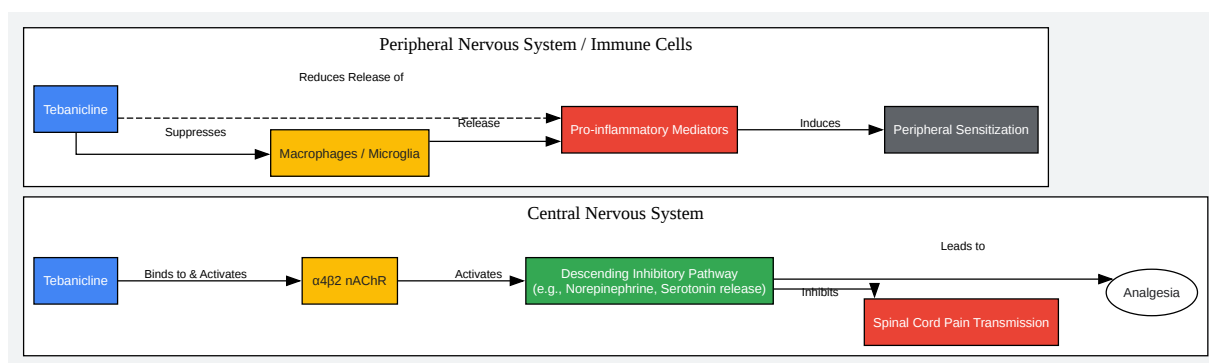 Peripheral Nervous System / Immune Cells
Reduces Release of
Tebanicline
Suppresses
Macrophages / Microglia
Release
Pro-inflammatory Mediators
Induces
Peripheral Sensitization
Central Nervous System
Tebanicline
Binds to & Activates
α4β2 nAChR
Activates
Descending Inhibitory Pathway
(e.g., Norepinephrine, Serotonin release)
Leads to
Inhibits
Analgesia
Spinal Cord Pain Transmission